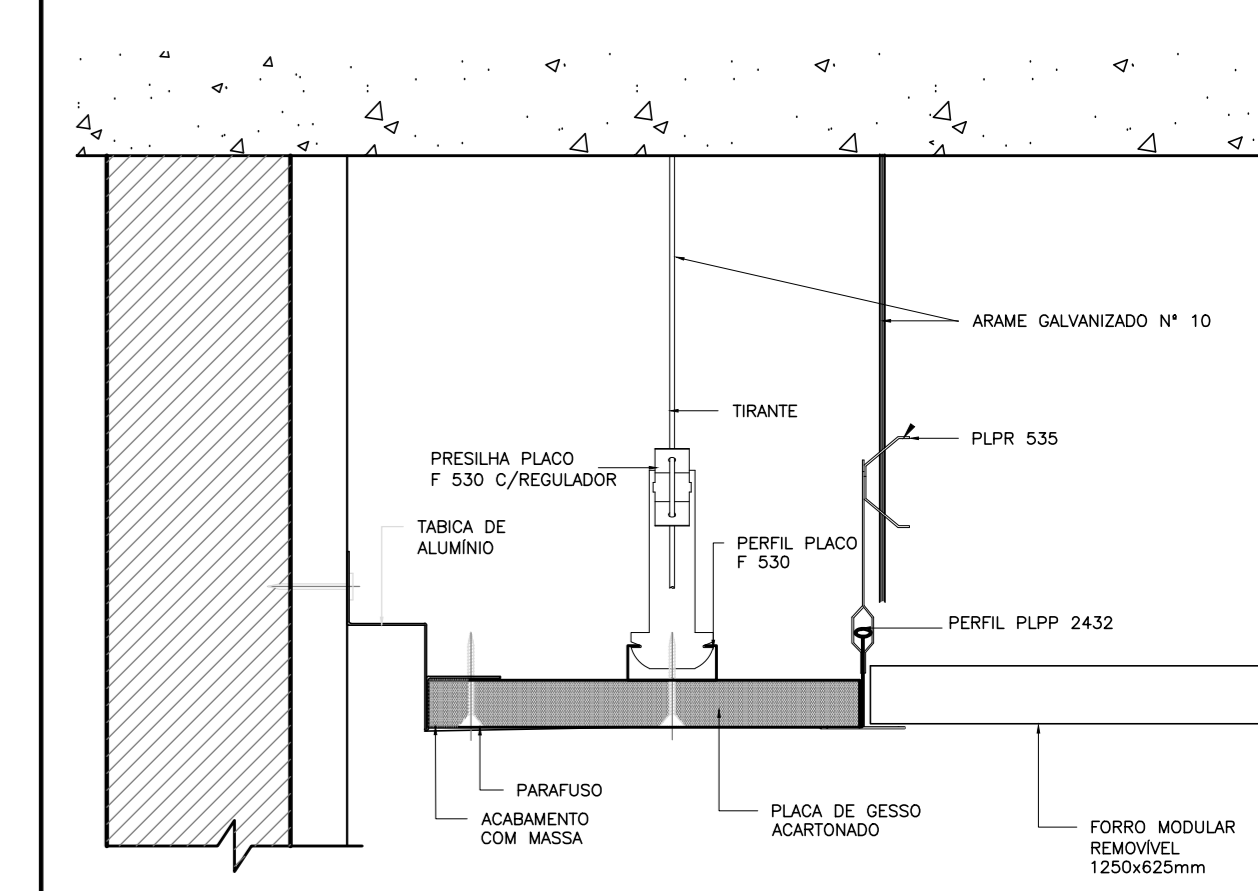 ARAME GALVANIZADO Nº 10
TIRANTE
PLPR 535
PRESILHA PLACO
F 530 C/REGULADOR
TABICA DE
ALUMÍNIO
PERFIL PLACO
F 530
PERFIL PLPP 2432
PARAFUSO
ACABAMENTO
COM MASSA
PLACA DE GESSO
ACARTONADO
FORRO MODULAR
REMOVÍVEL
1250x625mm